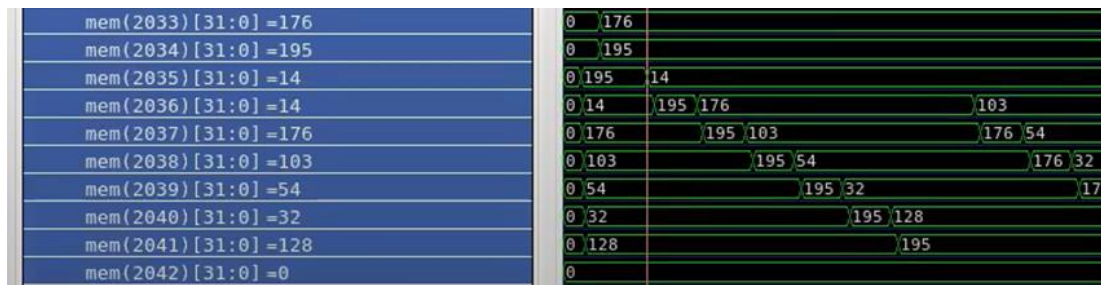 mem(2033)[31:0]=176 0 176
mem(2034)[31:0]=195 0 195
mem(2035)[31:0]=14 0 195 14
mem(2036)[31:0]=14 0 14 195 176 103
mem(2037)[31:0]=176 0 176 195 103 176 54
mem(2038)[31:0]=103 0 103 195 54 176 32
mem(2039)[31:0]=54 0 54 195 32 17
mem(2040)[31:0]=32 0 32 195 128
mem(2041)[31:0]=128 0 128 195
mem(2042)[31:0]=0 0